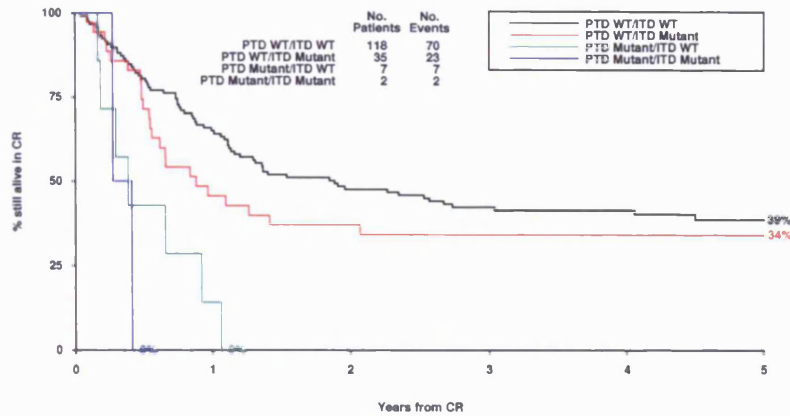 No. No.
Patients Events
PTD WT/ITD WT 118 70
PTD WT/ITD Mutant 35 23
PTD Mutant/ITD WT 7 7
PTD Mutant/ITD Mutant 2 2
PTD WT/ITD WT
PTD WT/ITD Mutant
PTD Mutant/ITD WT
PTD Mutant/ITD Mutant
% still alive in CR
100
75
50
25
0
39%
34%
0% 0%
0 1 2 3 4 5
Years from CR